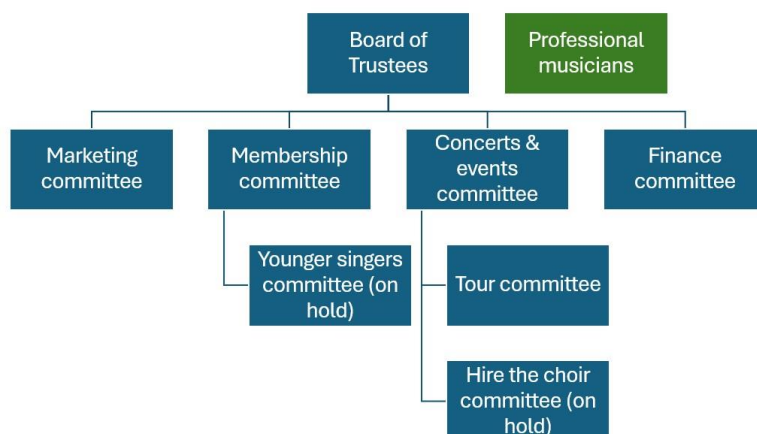 Board of
Trustees
Professional
musicians
Marketing
committee
Membership
committee
Concerts &
events
committee
Finance
committee
Younger singers
committee (on
hold)
Tour committee
Hire the choir
committee (on
hold)